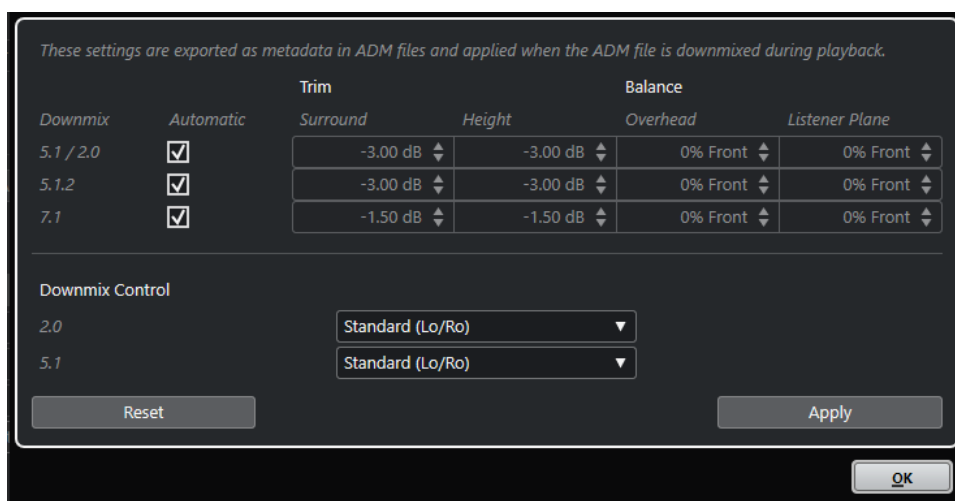 These settings are exported as metadata in ADM files and applied when the ADM file is downmixed during playback.
Trim Balance
Downmix Automatic Surround Height Overhead Listener Plane
5.1 / 2.0 -3.00 dB -3.00 dB 0% Front 0% Front
5.1.2 -3.00 dB -3.00 dB 0% Front 0% Front
7.1 -1.50 dB -1.50 dB 0% Front 0% Front
Downmix Control
2.0 Standard (Lo/Ro)
5.1 Standard (Lo/Ro)
Reset Apply
OK